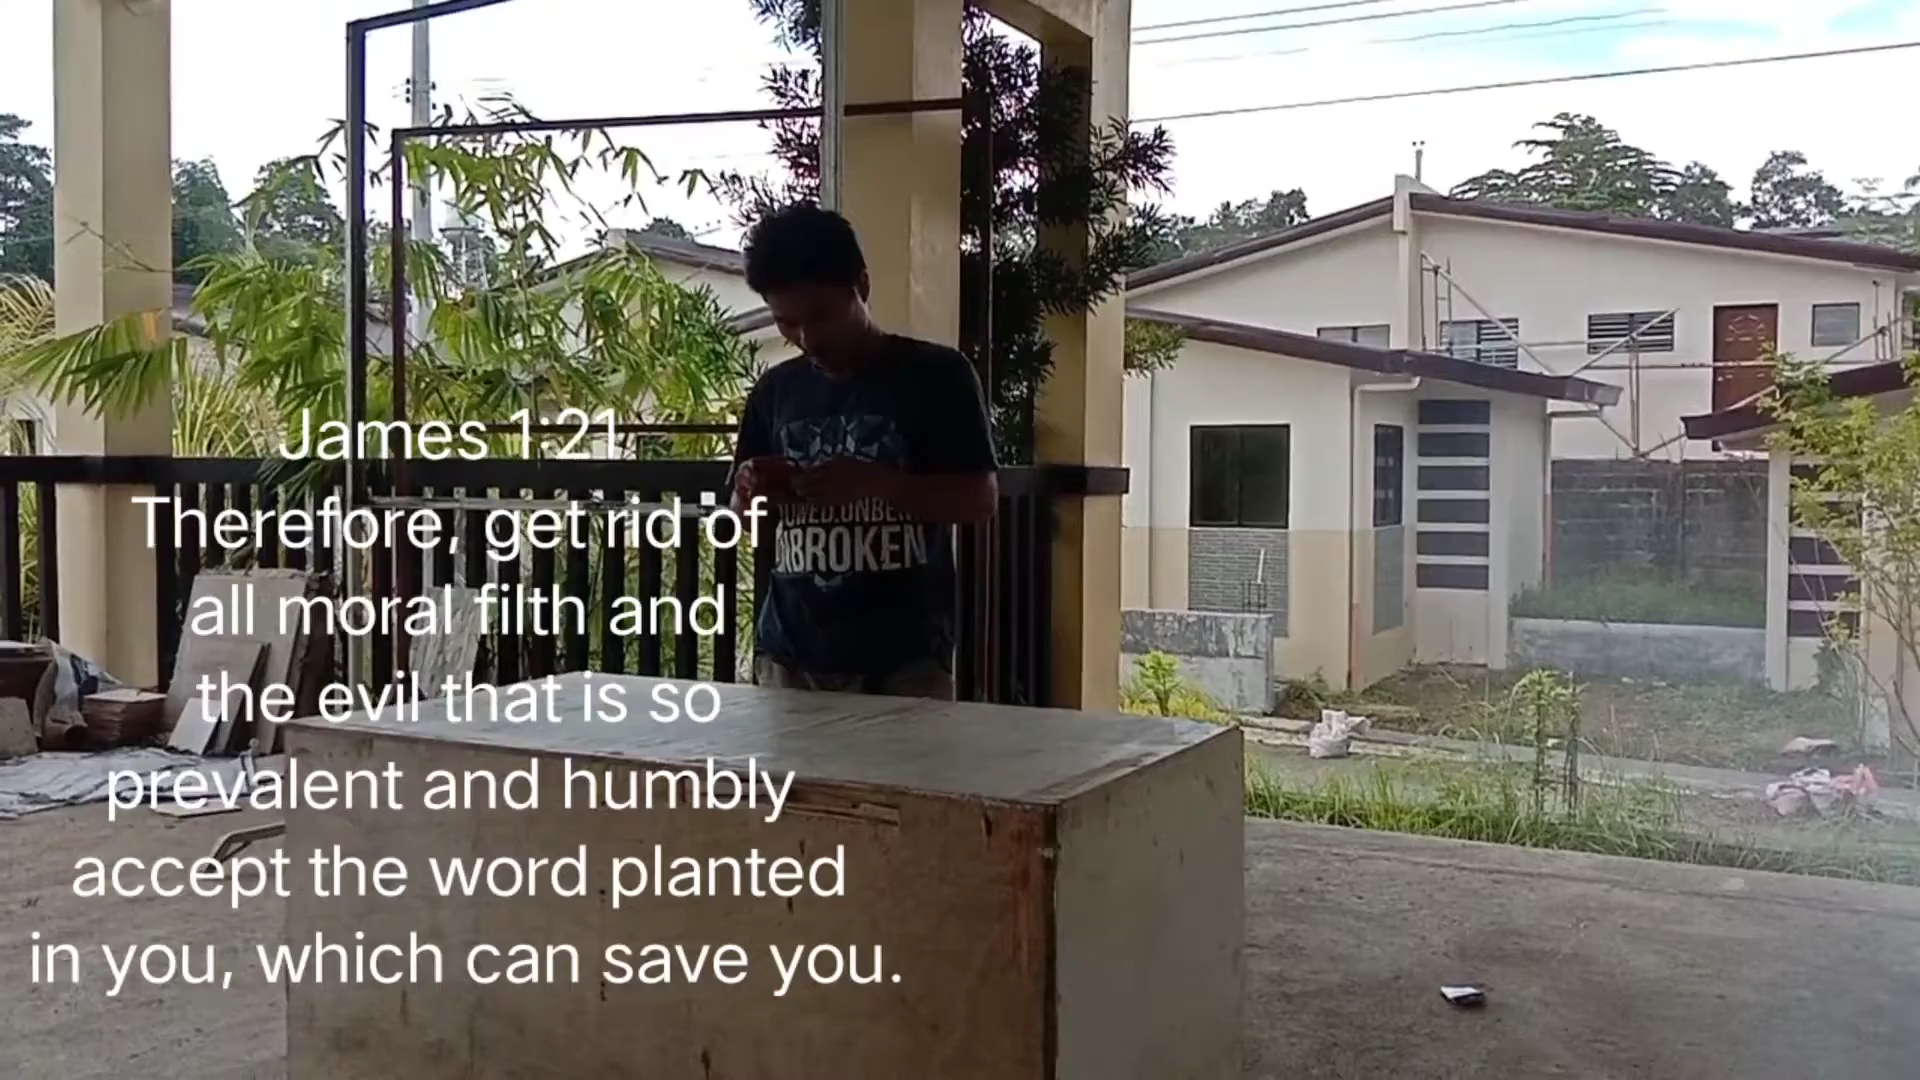 James 1:21
Therefore, get rid of
all moral filth and
the evil that is so
prevalent and humbly
accept the word planted
in you, which can save you.